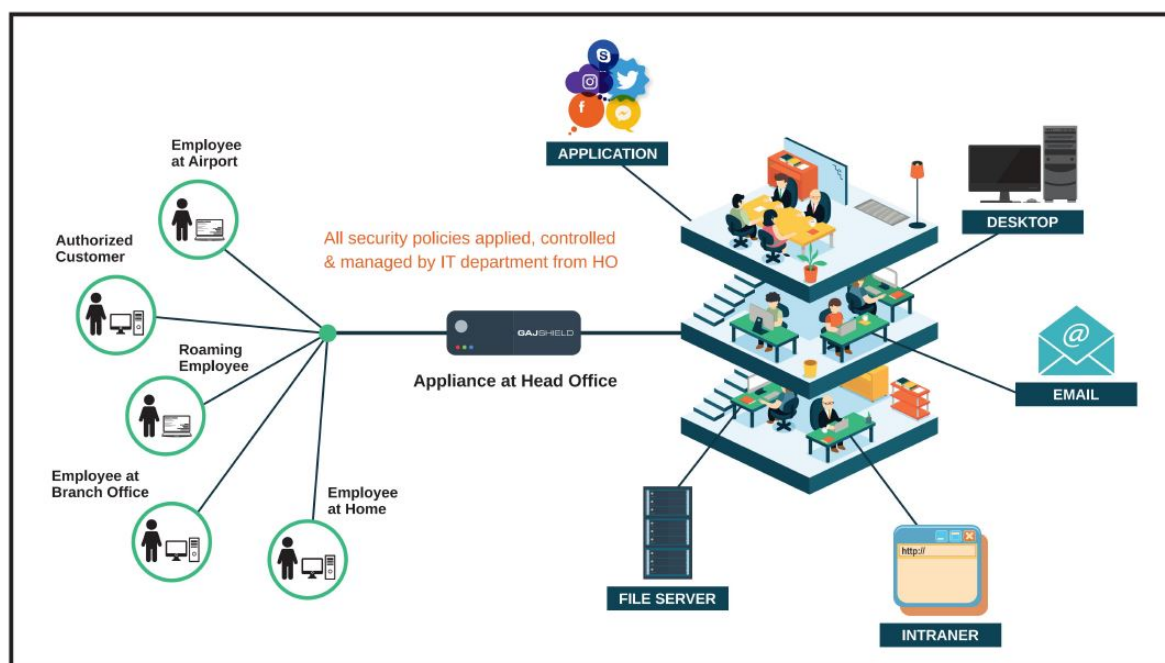 APPLICATION
Employee
at Airport
DESKTOP
Authorized
Customer
All security policies applied, controlled
& managed by IT department from HO
GAJSHIELD
Roaming
Employee
Appliance at Head Office
@
EMAIL
Employee at
Branch Office
Employee
at Home
http://
FILE SERVER
INTRANER